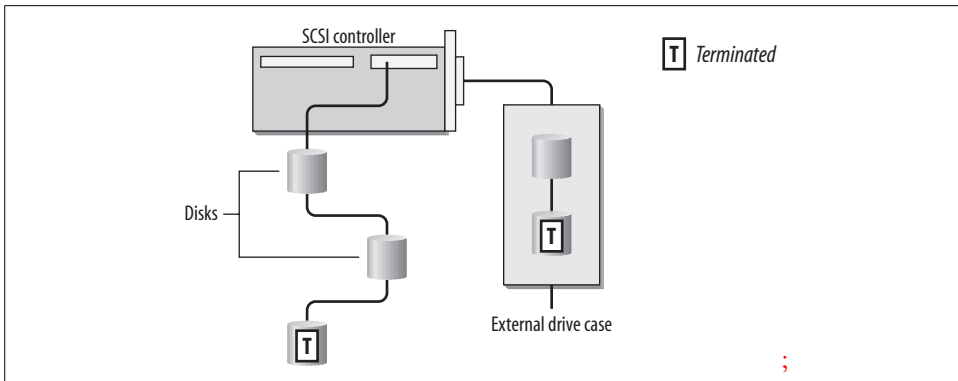 SCSI controller
T Terminated
Disks
T
T
External drive case
;